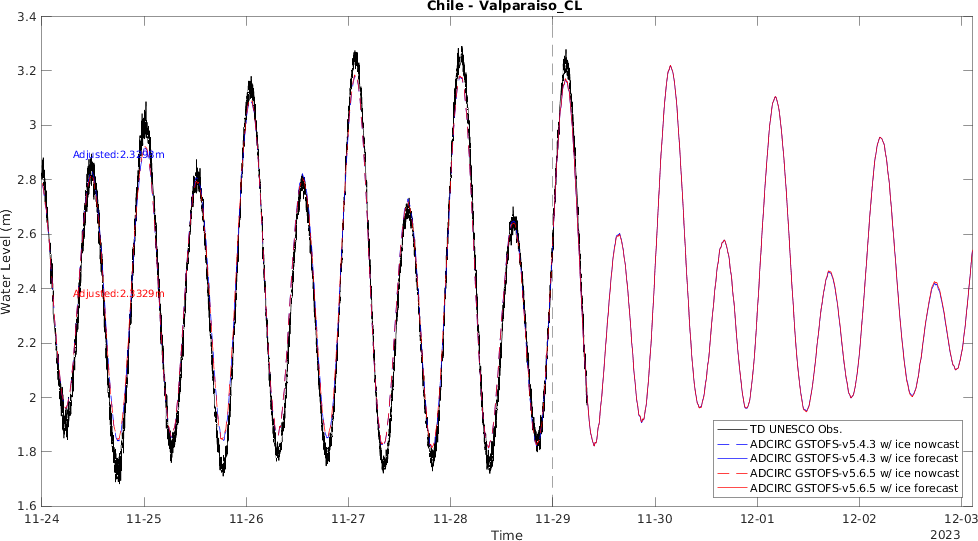 Chile - Valparaiso_CL
3.4
3.2
3
2.8
2.6
2.4
2.2
2
1.8
1.6
Water Level (m)
Adjusted:2.3293m
Adjusted:2.3329m
TD UNESCO Obs.
ADCIRC GSTOFS-v5.4.3 w/ ice nowcast
ADCIRC GSTOFS-v5.4.3 w/ ice forecast
ADCIRC GSTOFS-v5.6.5 w/ ice nowcast
ADCIRC GSTOFS-v5.6.5 w/ ice forecast
11-24 11-25 11-26 11-27 11-28 11-29 11-30 12-01 12-02 12-03
Time
2023